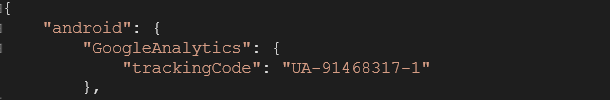 {
"android": {
"GoogleAnalytics": {
"trackingCode": "UA-91468317-1"
},